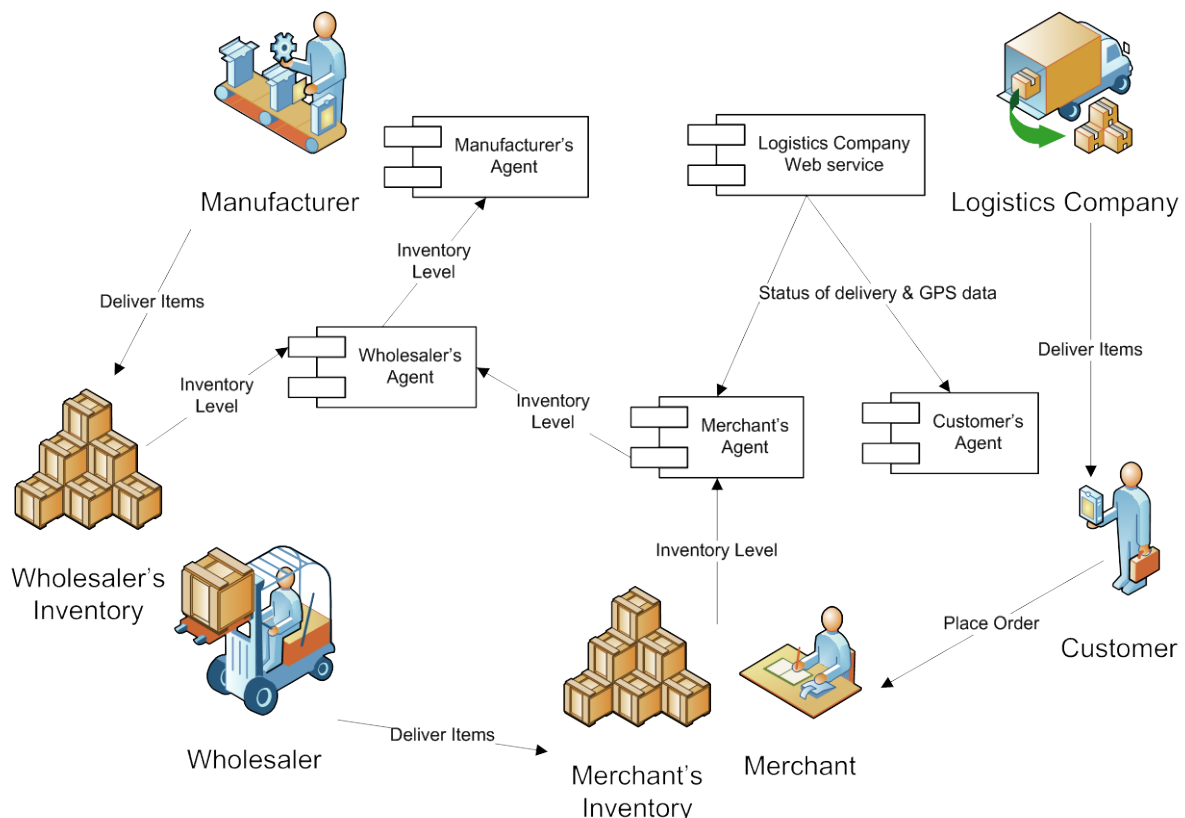 Manufacturer's
Agent
Logistics Company
Web service
Manufacturer
Logistics Company
Inventory
Level
Deliver Items
Status of delivery & GPS data
Wholesaler's
Agent
Deliver Items
Inventory
Level
Inventory
Level
Merchant's
Agent
Customer's
Agent
Inventory Level
Wholesaler's
Inventory
Place Order
Customer
Deliver Items
Wholesaler
Merchant's
Inventory
Merchant